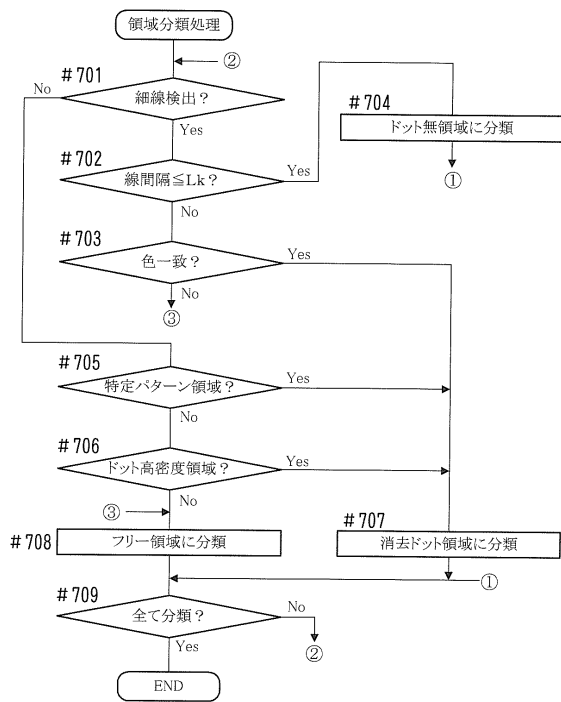 領域分類処理
②
#701
No
細線検出？
Yes
#704
ドット無領域に分類
①
#702
線間隔≦Lk？
Yes
No
#703
色一致？
Yes
No
③
#705
特定パターン領域？
Yes
No
#706
ドット高密度領域？
Yes
No
③
#707
#708
フリー領域に分類
消去ドット領域に分類
①
#709
全て分類？
No
②
Yes
END